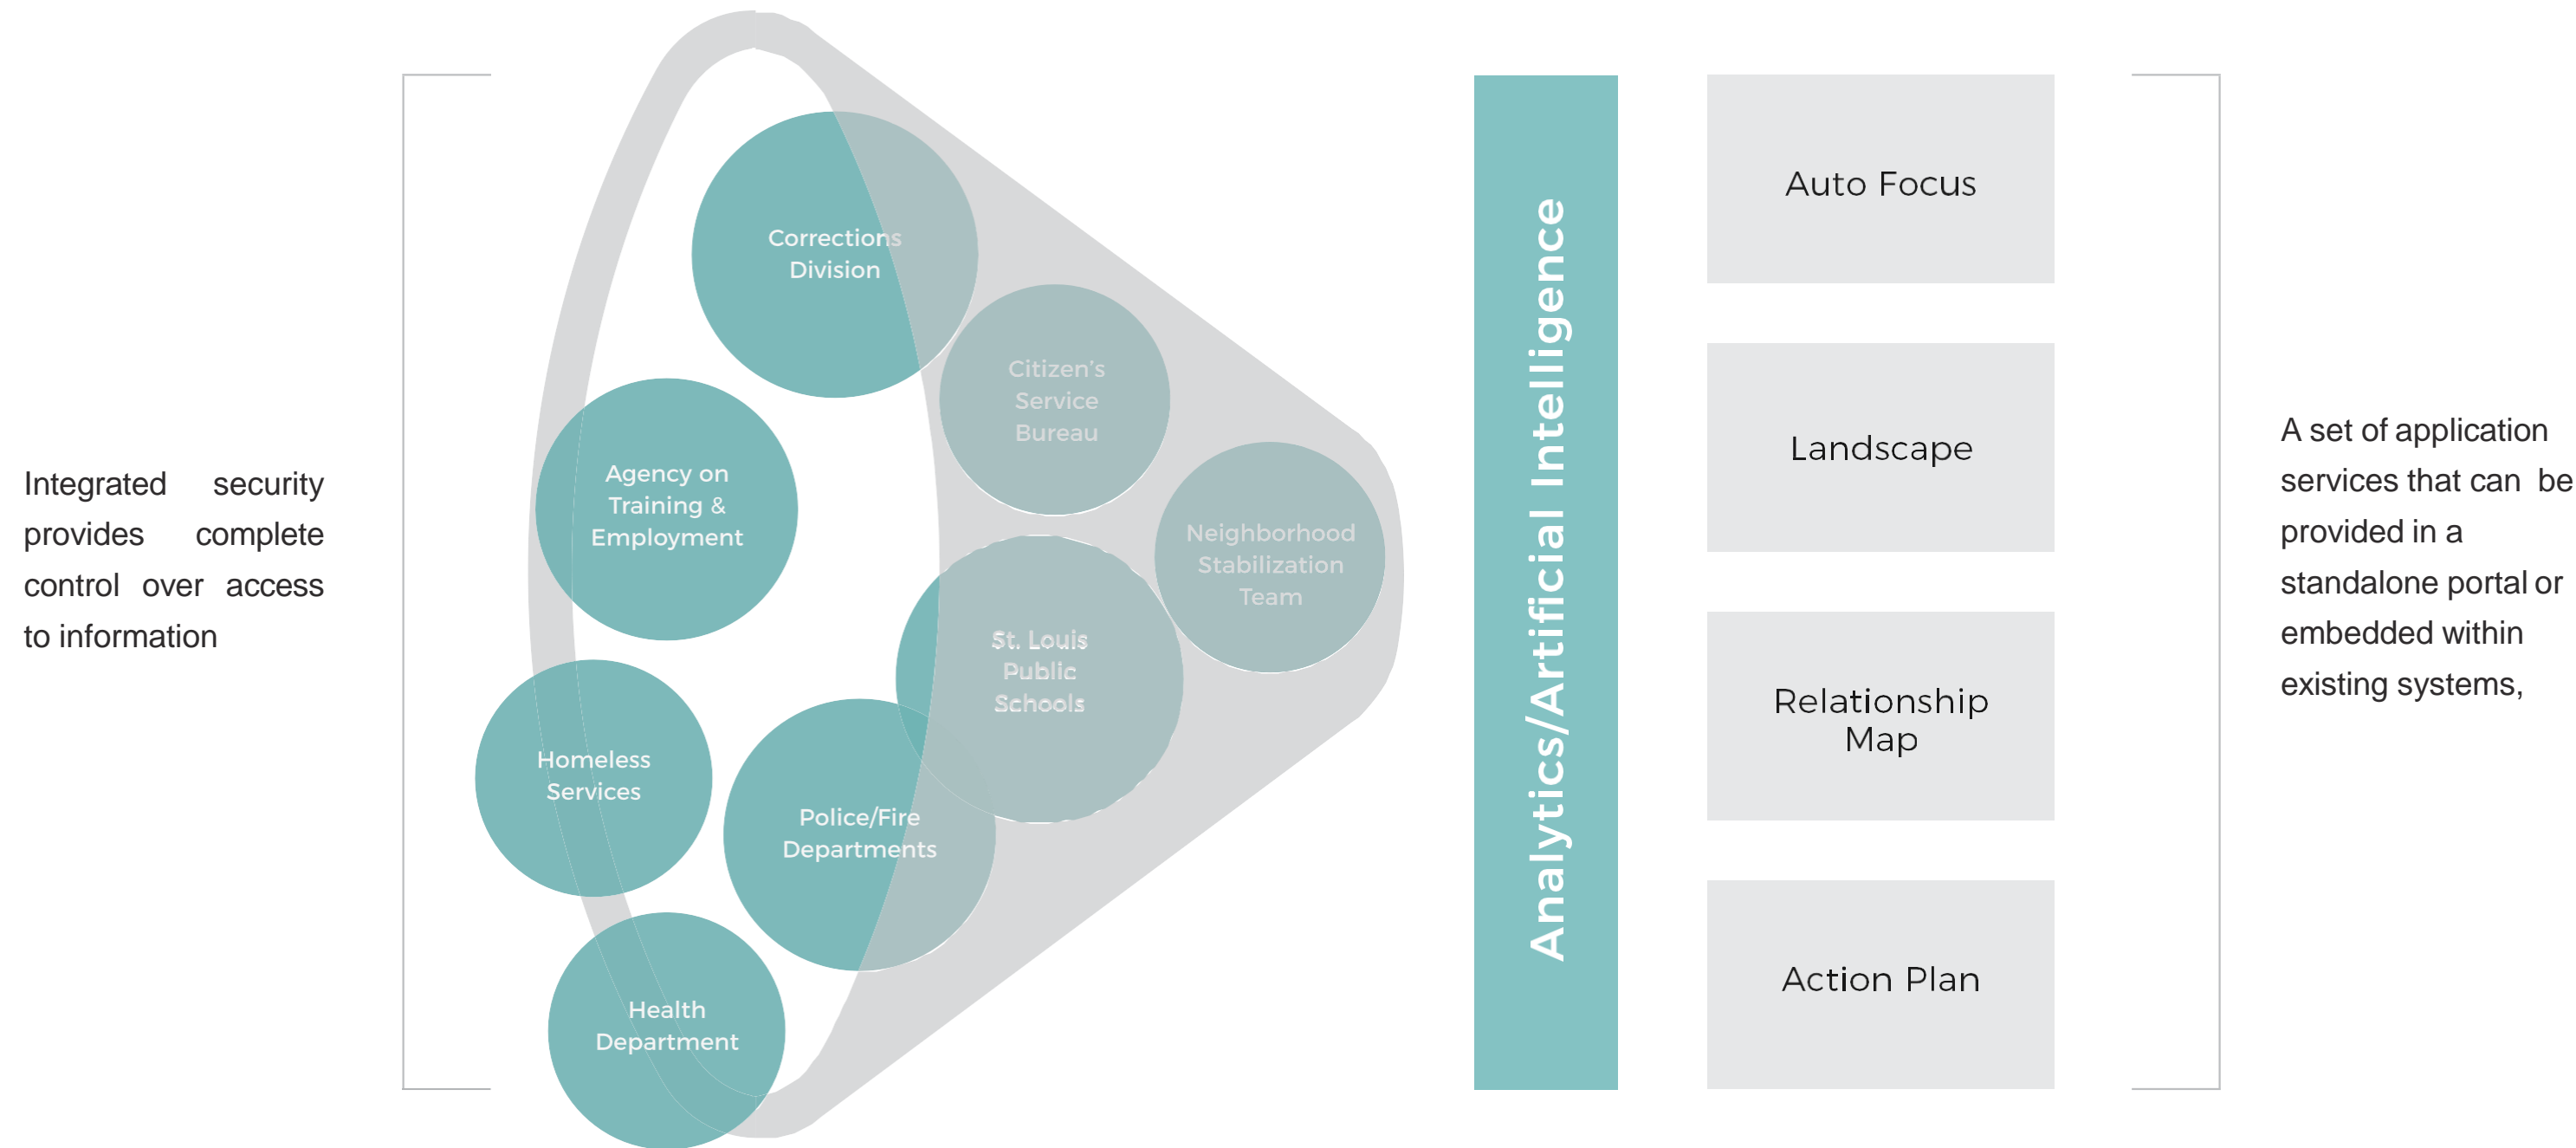 Integrated security
provides complete
control over access
to information
Corrections
Division
Citizen's
Service
Bureau
Agency on
Training &
Employment
Neighborhood
Stabilization
Team
St. Louis
Public
Schools
Homeless
Services
Police/Fire
Departments
Health
Department
Analytics/Artificial Intelligence
Auto Focus
Landscape
Relationship
Map
Action Plan
A set of application
services that can be
provided in a
standalone portal or
embedded within
existing systems,